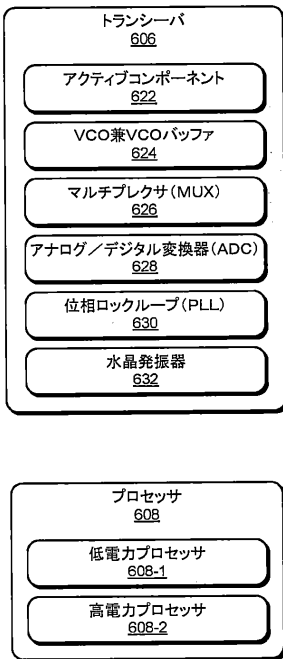 トランシーバ
606
アクティブコンポーネント
622
VCO兼VCOバッファ
624
マルチプレクサ(MUX)
626
アナログ/デジタル変換器(ADC)
628
位相ロックループ(PLL)
630
水晶発振器
632
プロセッサ
608
低電力プロセッサ
608-1
高電力プロセッサ
608-2